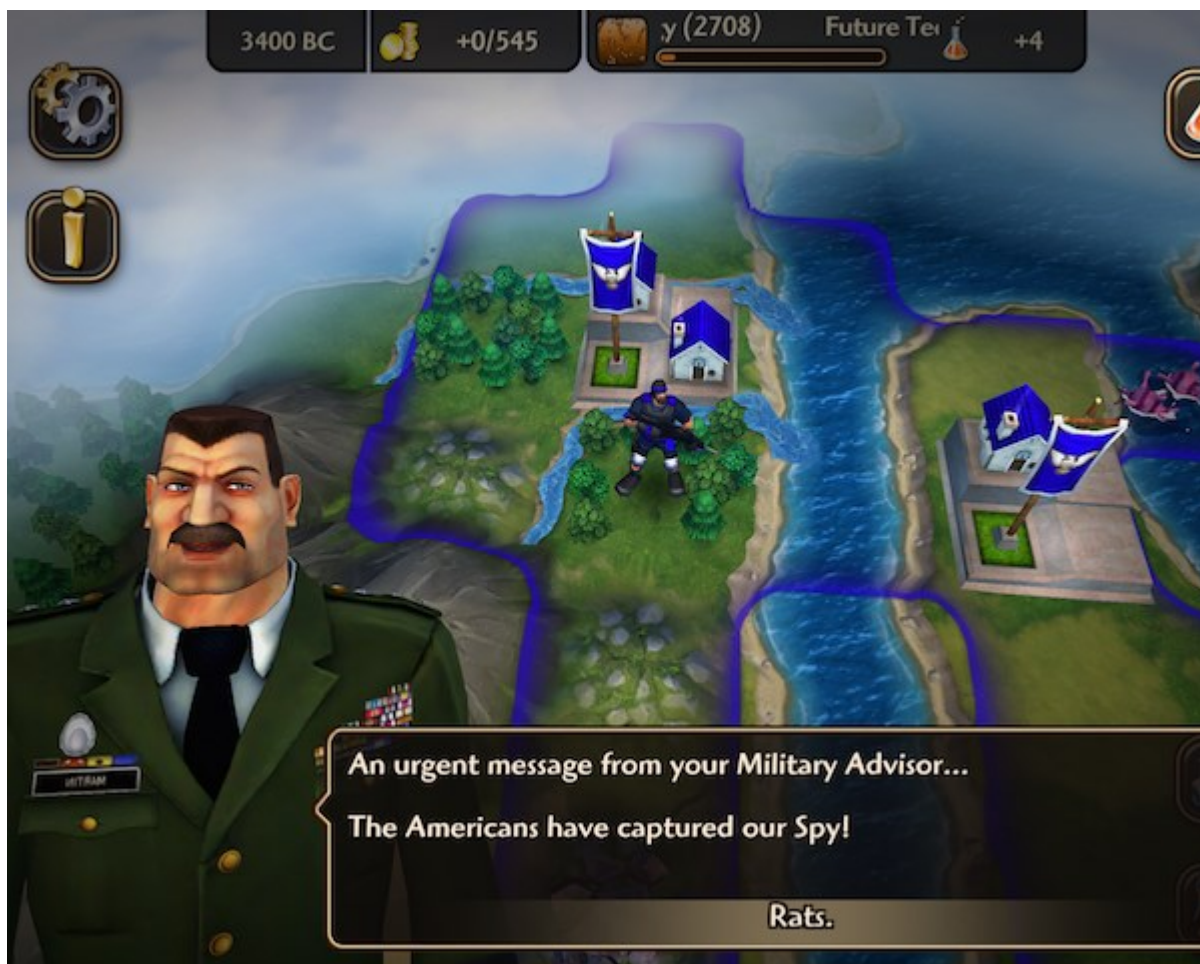 3400 BC
+0/545
y (2708)
Future Te
+4
An urgent message from your Military Advisor...
The Americans have captured our Spy!
Rats.